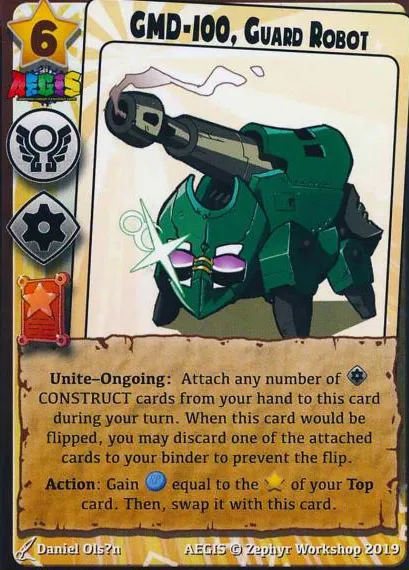 6
GMD-100, Guard Robot
AEGIS
Unite–Ongoing: Attach any number of
CONSTRUCT cards from your hand to this card
during your turn. When this card would be
flipped, you may discard one of the attached
cards to your binder to prevent the flip.
Action: Gain equal to the of your Top
card. Then, swap it with this card.
Daniel Ols?n AEGIS © Zephyr Workshop 2019